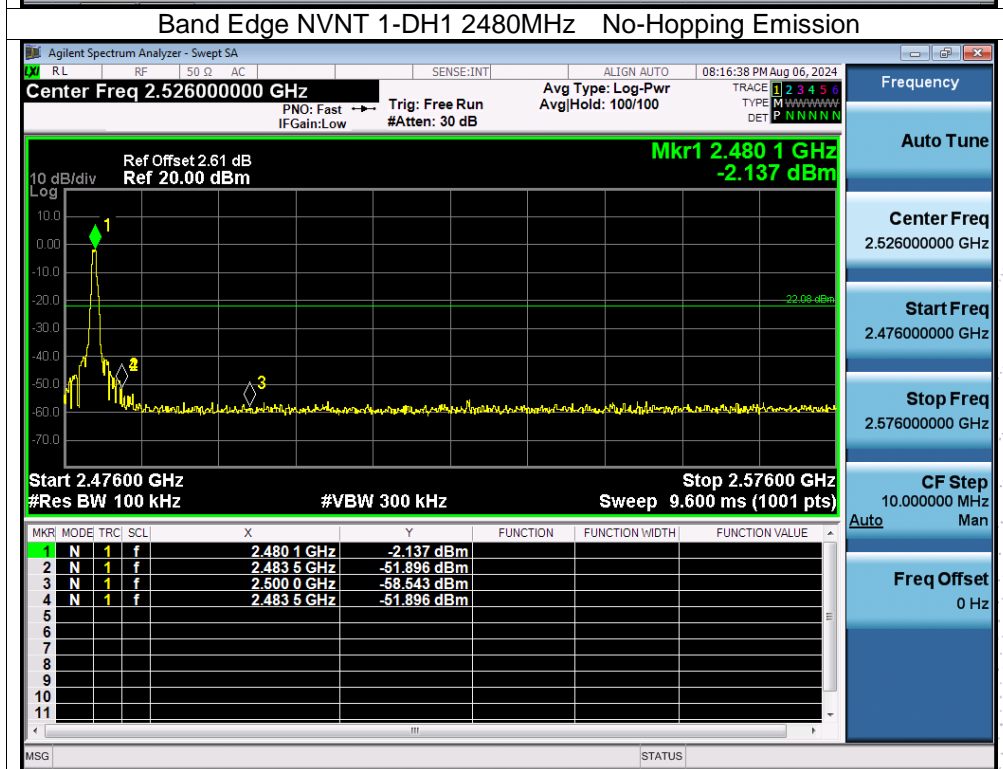 Band Edge NVNT 1-DH1 2480MHz No-Hopping Emission
Agilent Spectrum Analyzer - Swept SA
LXI RL RF 50 Ω AC SENSE:INT ALIGN AUTO 08:16:38 PM Aug 06, 2024
Center Freq 2.526000000 GHz
PNO: Fast
IFGain:Low
Trig: Free Run
#Atten: 30 dB
Avg Type: Log-Pwr
Avg|Hold: 100/100
TRACE 1 2 3 4 5 6
TYPE M WWWWW
DET P N N N N N
Ref Offset 2.61 dB
10 dB/div Ref 20.00 dBm
Log
Mkr1 2.480 1 GHz
-2.137 dBm
10.0
0.00
-10.0
-20.0
-30.0
-40.0
-50.0
-60.0
-70.0
1
2
3
-22.08 dBm
Start 2.47600 GHz Stop 2.57600 GHz
#Res BW 100 kHz #VBW 300 kHz Sweep 9.600 ms (1001 pts)
MKR MODE TRC SCL X Y FUNCTION FUNCTION WIDTH FUNCTION VALUE
1 N 1 f 2.480 1 GHz -2.137 dBm
2 N 1 f 2.483 5 GHz -51.896 dBm
3 N 1 f 2.500 0 GHz -58.543 dBm
4 N 1 f 2.483 5 GHz -51.896 dBm
5
6
7
8
9
10
11
MSG STATUS
Frequency
Auto Tune
Center Freq
2.526000000 GHz
Start Freq
2.476000000 GHz
Stop Freq
2.576000000 GHz
CF Step
10.000000 MHz
Auto Man
Freq Offset
0 Hz